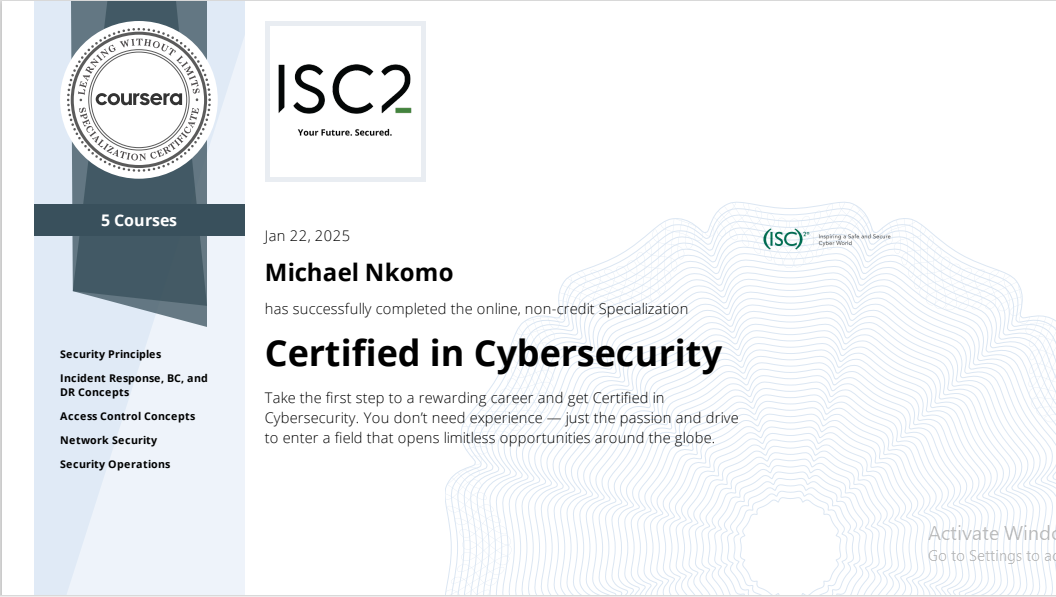 LEARNING WITHOUT LIMITS
coursera
SPECIALIZATION CERTIFICATE
5 Courses
Security Principles
Incident Response, BC, and
DR Concepts
Access Control Concepts
Network Security
Security Operations
ISC2
Your Future. Secured.
Jan 22, 2025
(ISC)²®
Inspiring a Safe and Secure
Cyber World
Michael Nkomo
has successfully completed the online, non-credit Specialization
Certified in Cybersecurity
Take the first step to a rewarding career and get Certified in
Cybersecurity. You don’t need experience — just the passion and drive
to enter a field that opens limitless opportunities around the globe.
Activate Windo
Go to Settings to ac